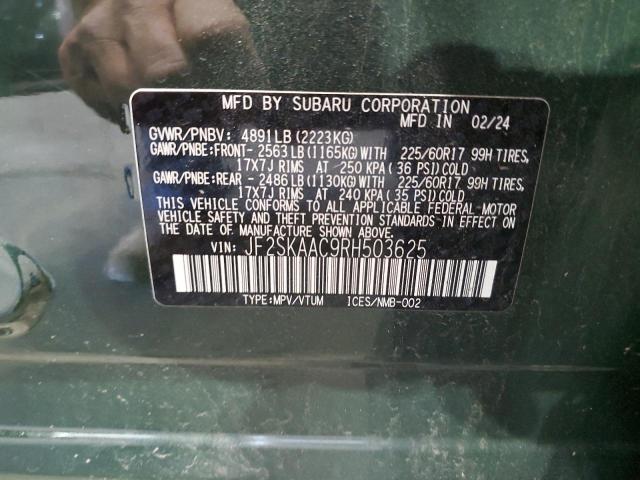 MFD BY SUBARU CORPORATION
MFD IN 02/24
GVWR/PNBV: 4891LB(2223KG)
GAWR/PNBE:FRONT- 2563LB(1165KG)WITH 225/60R17 99H TIRES,
17X7J RIMS AT 250 KPA(36 PSI)COLD
GAWR/PNBE:REAR - 2486LB(1130KG)WITH 225/60R17 99H TIRES,
17X7J RIMS AT 240 KPA(35 PSI)COLD
THIS VEHICLE CONFORMS TO ALL APPLICABLE FEDERAL-MOTOR
VEHICLE SAFETY AND THEFT PREVENTION STANDARDS IN EFFECT ON
THE DATE OF MANUFACTURE SHOWN ABOVE.
VIN: JF2SKAAC9RH503625
TYPE:MPV/VTUM ICES/NMB-002